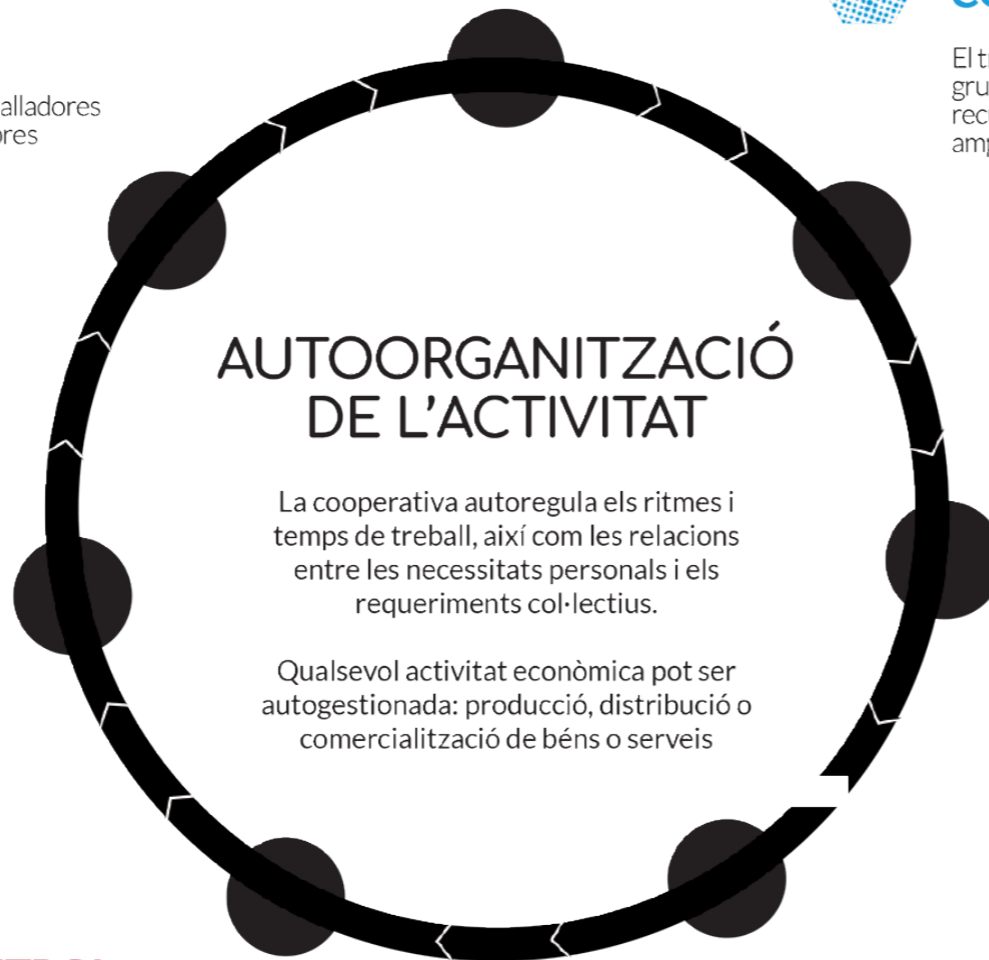 El
AUTOORGANITZACIÓ
DE L'ACTIVITAT
La cooperativa autoregula els ritmes i
temps de treball, així com les relacions
entre les necessitats personals i els
requeriments col·lectius.
Qualsevol activitat econòmica pot ser
autogestionada: producció, distribució o
comercialització de béns o serveis